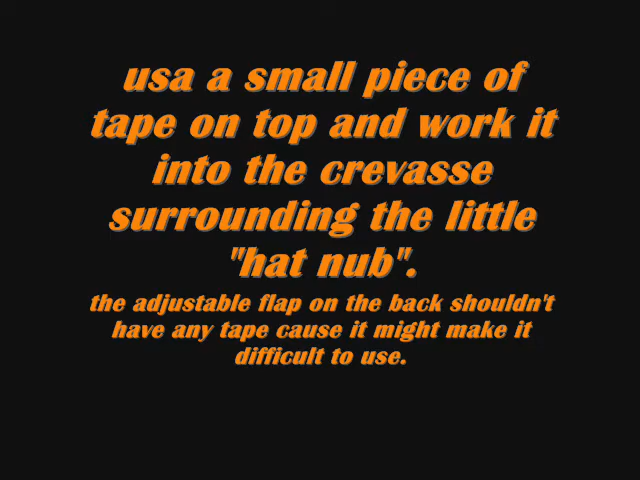 usa a small piece of
tape on top and work it
into the crevasse
surrounding the little
"hat nub".
the adjustable flap on the back shouldn't
have any tape cause it might make it
difficult to use.